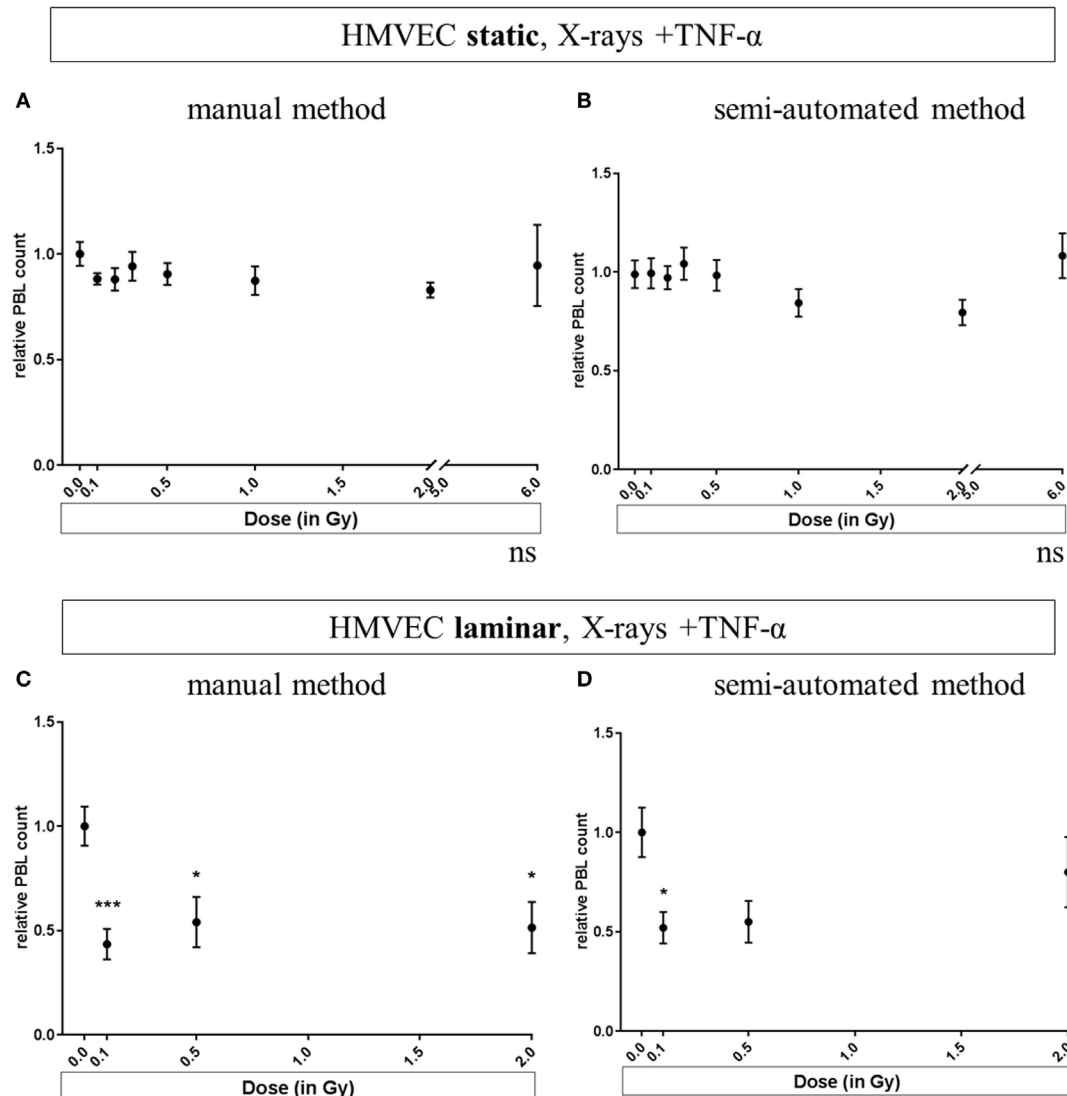 HMVEC static, X-rays +TNF-α
A
manual method
relative PBL count
1.5
1.0
0.5
0.0
0.0
0.1
0.5
1.0
1.5
2.0
5.0
6.0
Dose (in Gy)
ns
B
semi-automated method
relative PBL count
1.5
1.0
0.5
0.0
0.0
0.1
0.5
1.0
1.5
2.0
5.0
6.0
Dose (in Gy)
ns
HMVEC laminar, X-rays +TNF-α
C
manual method
relative PBL count
1.5
1.0
0.5
0.0
***
*
*
0.0
0.1
0.5
1.0
1.5
2.0
Dose (in Gy)
D
semi-automated method
relative PBL count
1.5
1.0
0.5
0.0
*
0.0
0.1
0.5
1.0
1.5
2.0
Dose (in Gy)